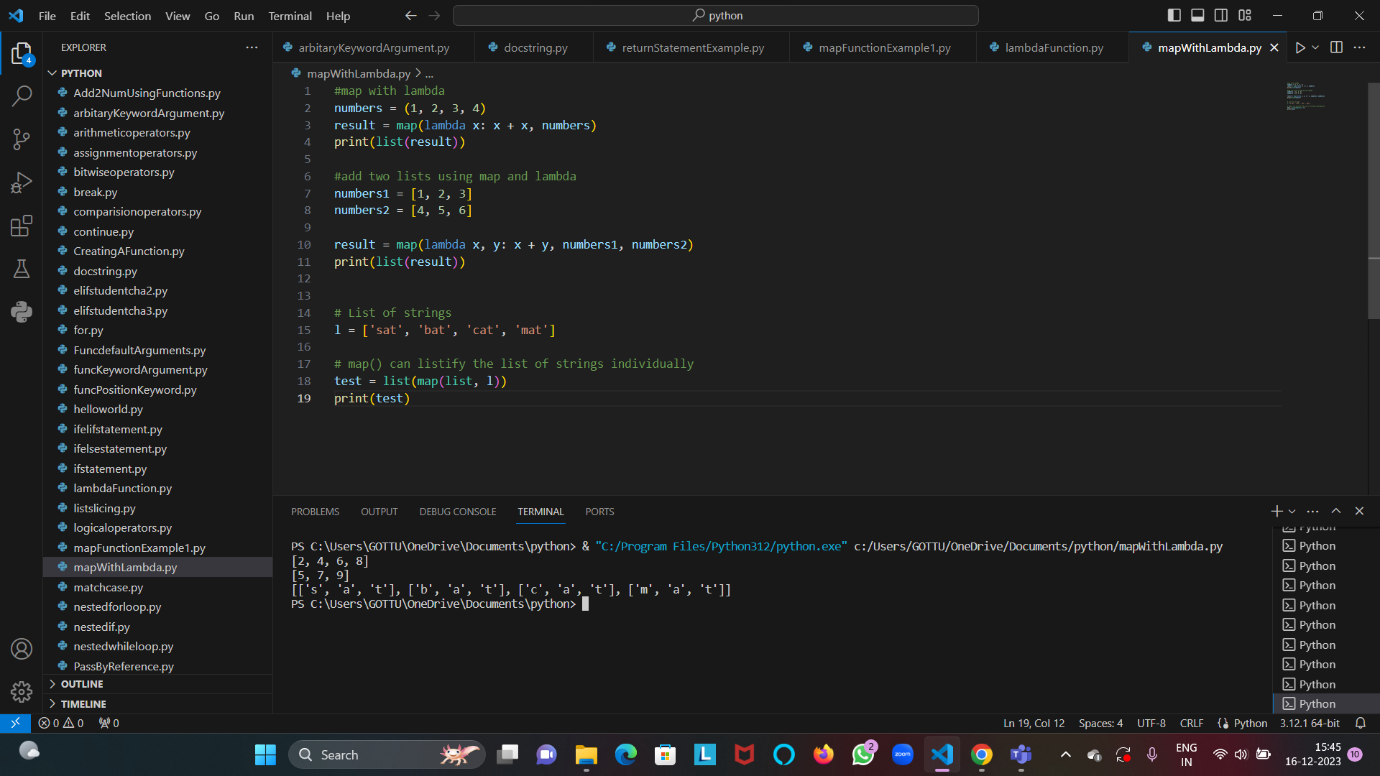 File Edit Selection View Go Run Terminal Help
python
EXPLORER
arbitaryKeywordArgument.py
docstring.py
returnStatementExample.py
mapFunctionExample1.py
lambdaFunction.py
mapWithLambda.py
4
PYTHON
Add2NumUsingFunctions.py
arbitaryKeywordArgument.py
arithmeticoperators.py
assignmentoperators.py
bitwiseoperators.py
break.py
comparisionoperators.py
continue.py
CreatingAFunction.py
docstring.py
elifstudentcha2.py
elifstudentcha3.py
for.py
FuncdefaultArguments.py
funcKeywordArgument.py
funcPositionKeyword.py
helloworld.py
ifelifstatement.py
ifelsestatement.py
ifstatement.py
lambdaFunction.py
listslicing.py
logicaloperators.py
mapFunctionExample1.py
mapWithLambda.py
matchcase.py
nestedforloop.py
nestedif.py
nestedwhileloop.py
PassByReference.py
OUTLINE
TIMELINE
mapWithLambda.py > ...
1 #map with lambda
2 numbers = (1, 2, 3, 4)
3 result = map(lambda x: x + x, numbers)
4 print(list(result))
5
6 #add two lists using map and lambda
7 numbers1 = [1, 2, 3]
8 numbers2 = [4, 5, 6]
9
10 result = map(lambda x, y: x + y, numbers1, numbers2)
11 print(list(result))
12
13
14 # List of strings
15 l = ['sat', 'bat', 'cat', 'mat']
16
17 # map() can listify the list of strings individually
18 test = list(map(list, l))
19 print(test)
PROBLEMS OUTPUT DEBUG CONSOLE TERMINAL PORTS
PS C:\Users\GOTTU\OneDrive\Documents\python> & "C:/Program Files/Python312/python.exe" c:/Users/GOTTU/OneDrive/Documents/python/mapWithLambda.py
[2, 4, 6, 8]
[5, 7, 9]
[['s', 'a', 't'], ['b', 'a', 't'], ['c', 'a', 't'], ['m', 'a', 't']]
PS C:\Users\GOTTU\OneDrive\Documents\python>
Python
Python
Python
Python
Python
Python
Python
Python
Python
Python
0 0 0
Ln 19, Col 12 Spaces: 4 UTF-8 CRLF Python 3.12.1 64-bit
Search
L
2
zoom
ENG
IN
15:45
16-12-2023
10